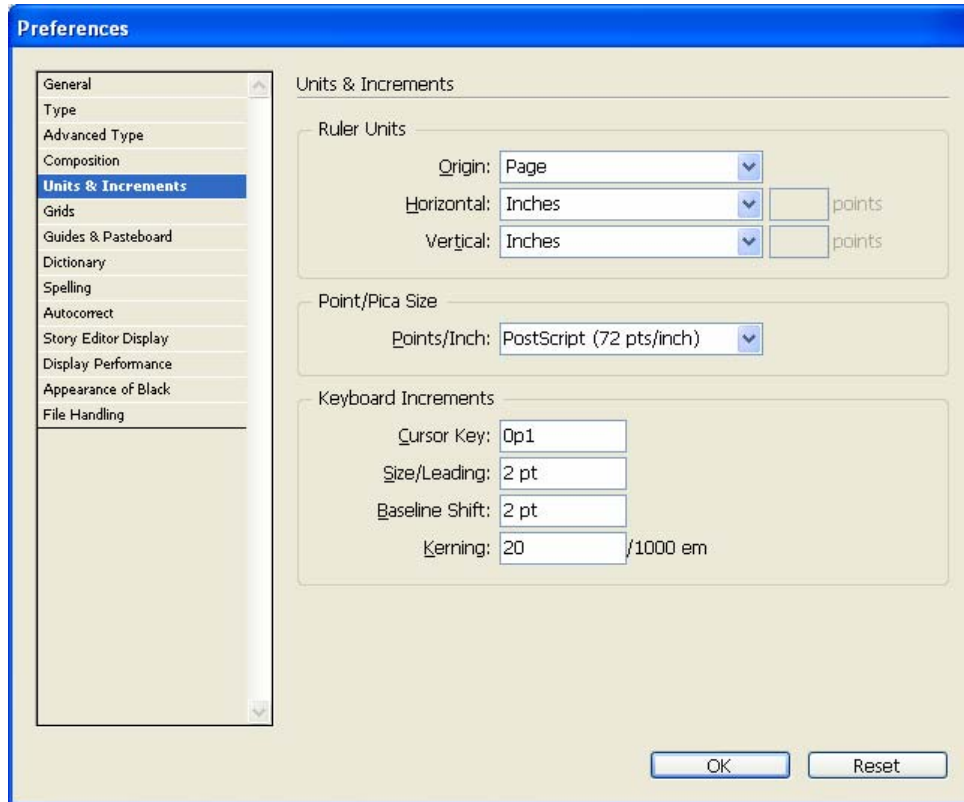 Preferences
General
Type
Advanced Type
Composition
Units & Increments
Grids
Guides & Pasteboard
Dictionary
Spelling
Autocorrect
Story Editor Display
Display Performance
Appearance of Black
File Handling
Units & Increments
Ruler Units
Origin: Page
Horizontal: Inches points
Vertical: Inches points
Point/Pica Size
Points/Inch: PostScript (72 pts/inch)
Keyboard Increments
Cursor Key: 0p1
Size/Leading: 2 pt
Baseline Shift: 2 pt
Kerning: 20 /1000 em
OK Reset